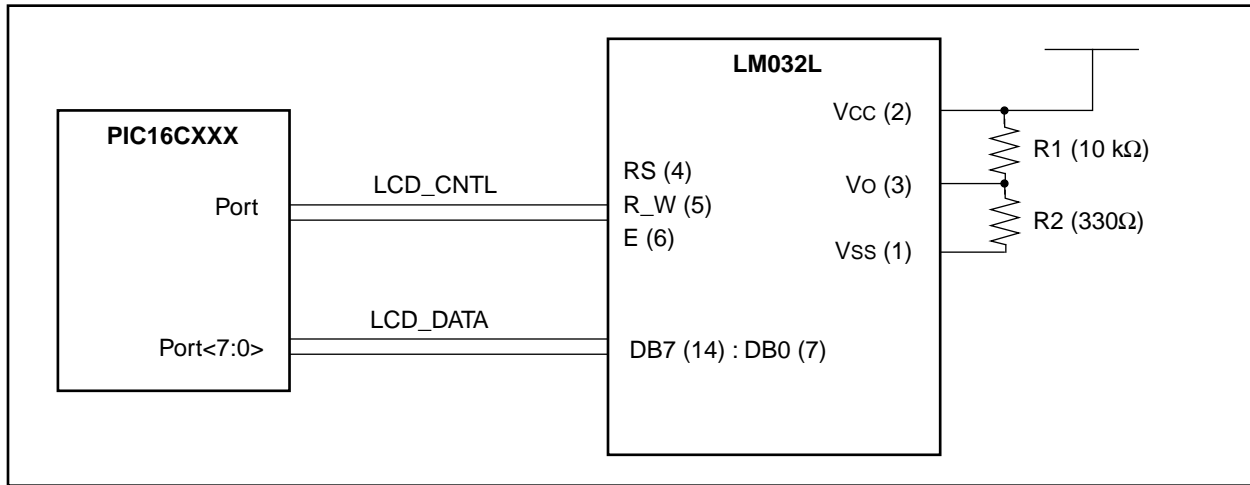 LM032L
PIC16CXXX
VCC (2)
R1 (10 kΩ)
RS (4)
LCD_CNTL
R_W (5)
VO (3)
Port
E (6)
R2 (330Ω)
VSS (1)
LCD_DATA
Port<7:0>
DB7 (14) : DB0 (7)